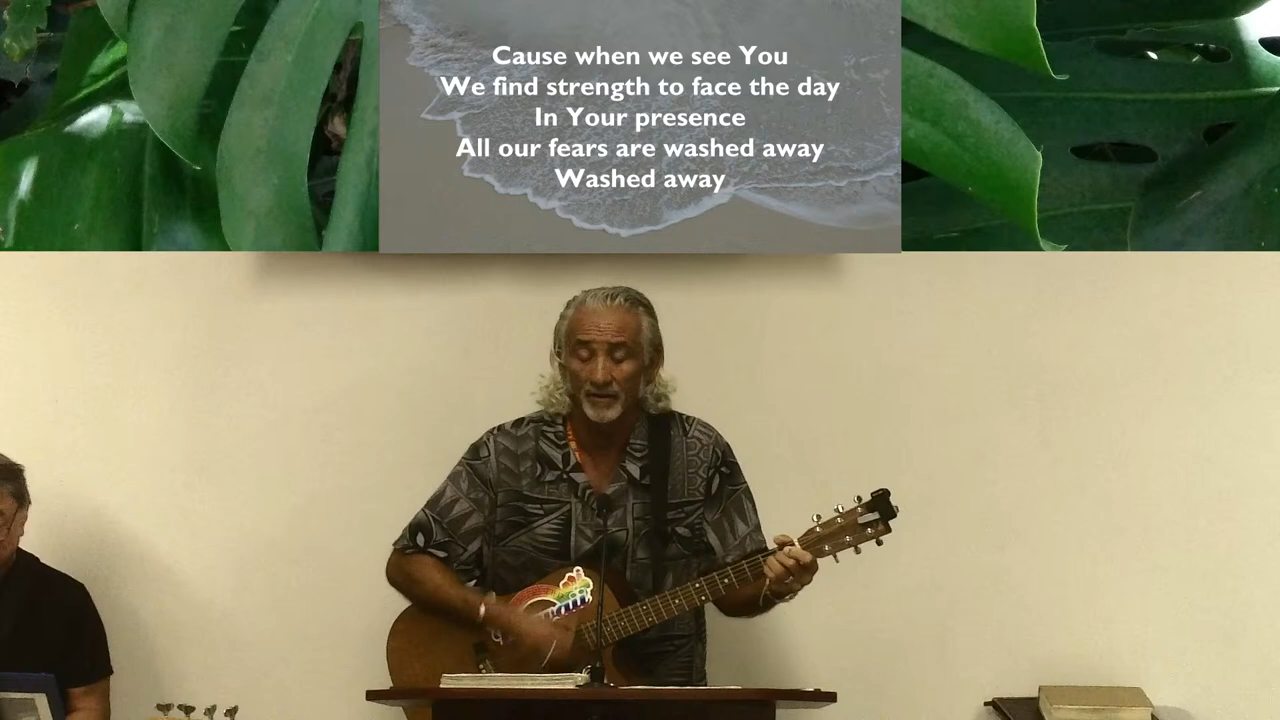 Cause when we see You
We find strength to face the day
In Your presence
All our fears are washed away
Washed away